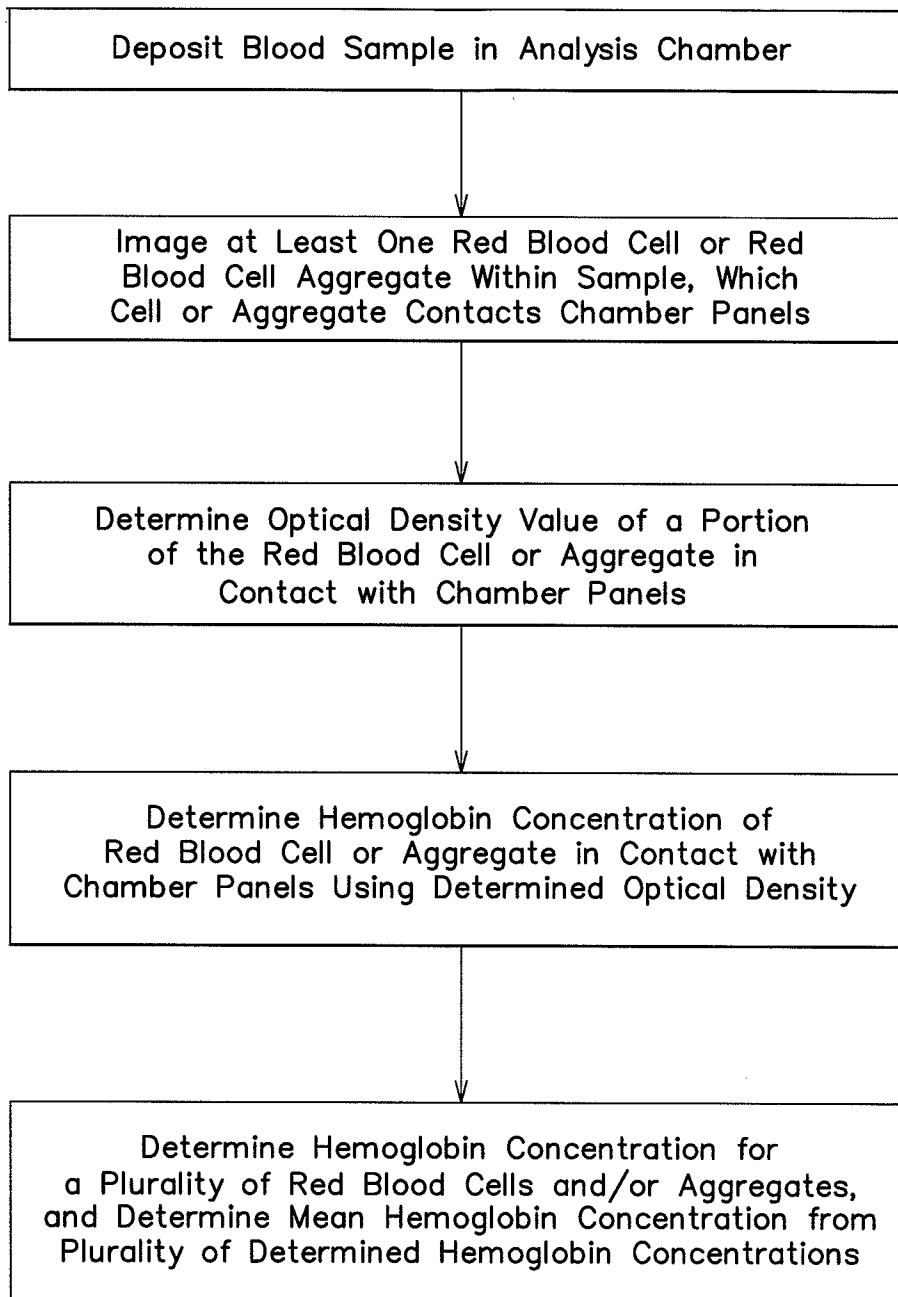 Deposit Blood Sample in Analysis Chamber
Image at Least One Red Blood Cell or Red
Blood Cell Aggregate Within Sample, Which
Cell or Aggregate Contacts Chamber Panels
Determine Optical Density Value of a Portion
of the Red Blood Cell or Aggregate in
Contact with Chamber Panels
Determine Hemoglobin Concentration of
Red Blood Cell or Aggregate in Contact with
Chamber Panels Using Determined Optical Density
Determine Hemoglobin Concentration for
a Plurality of Red Blood Cells and/or Aggregates,
and Determine Mean Hemoglobin Concentration from
Plurality of Determined Hemoglobin Concentrations